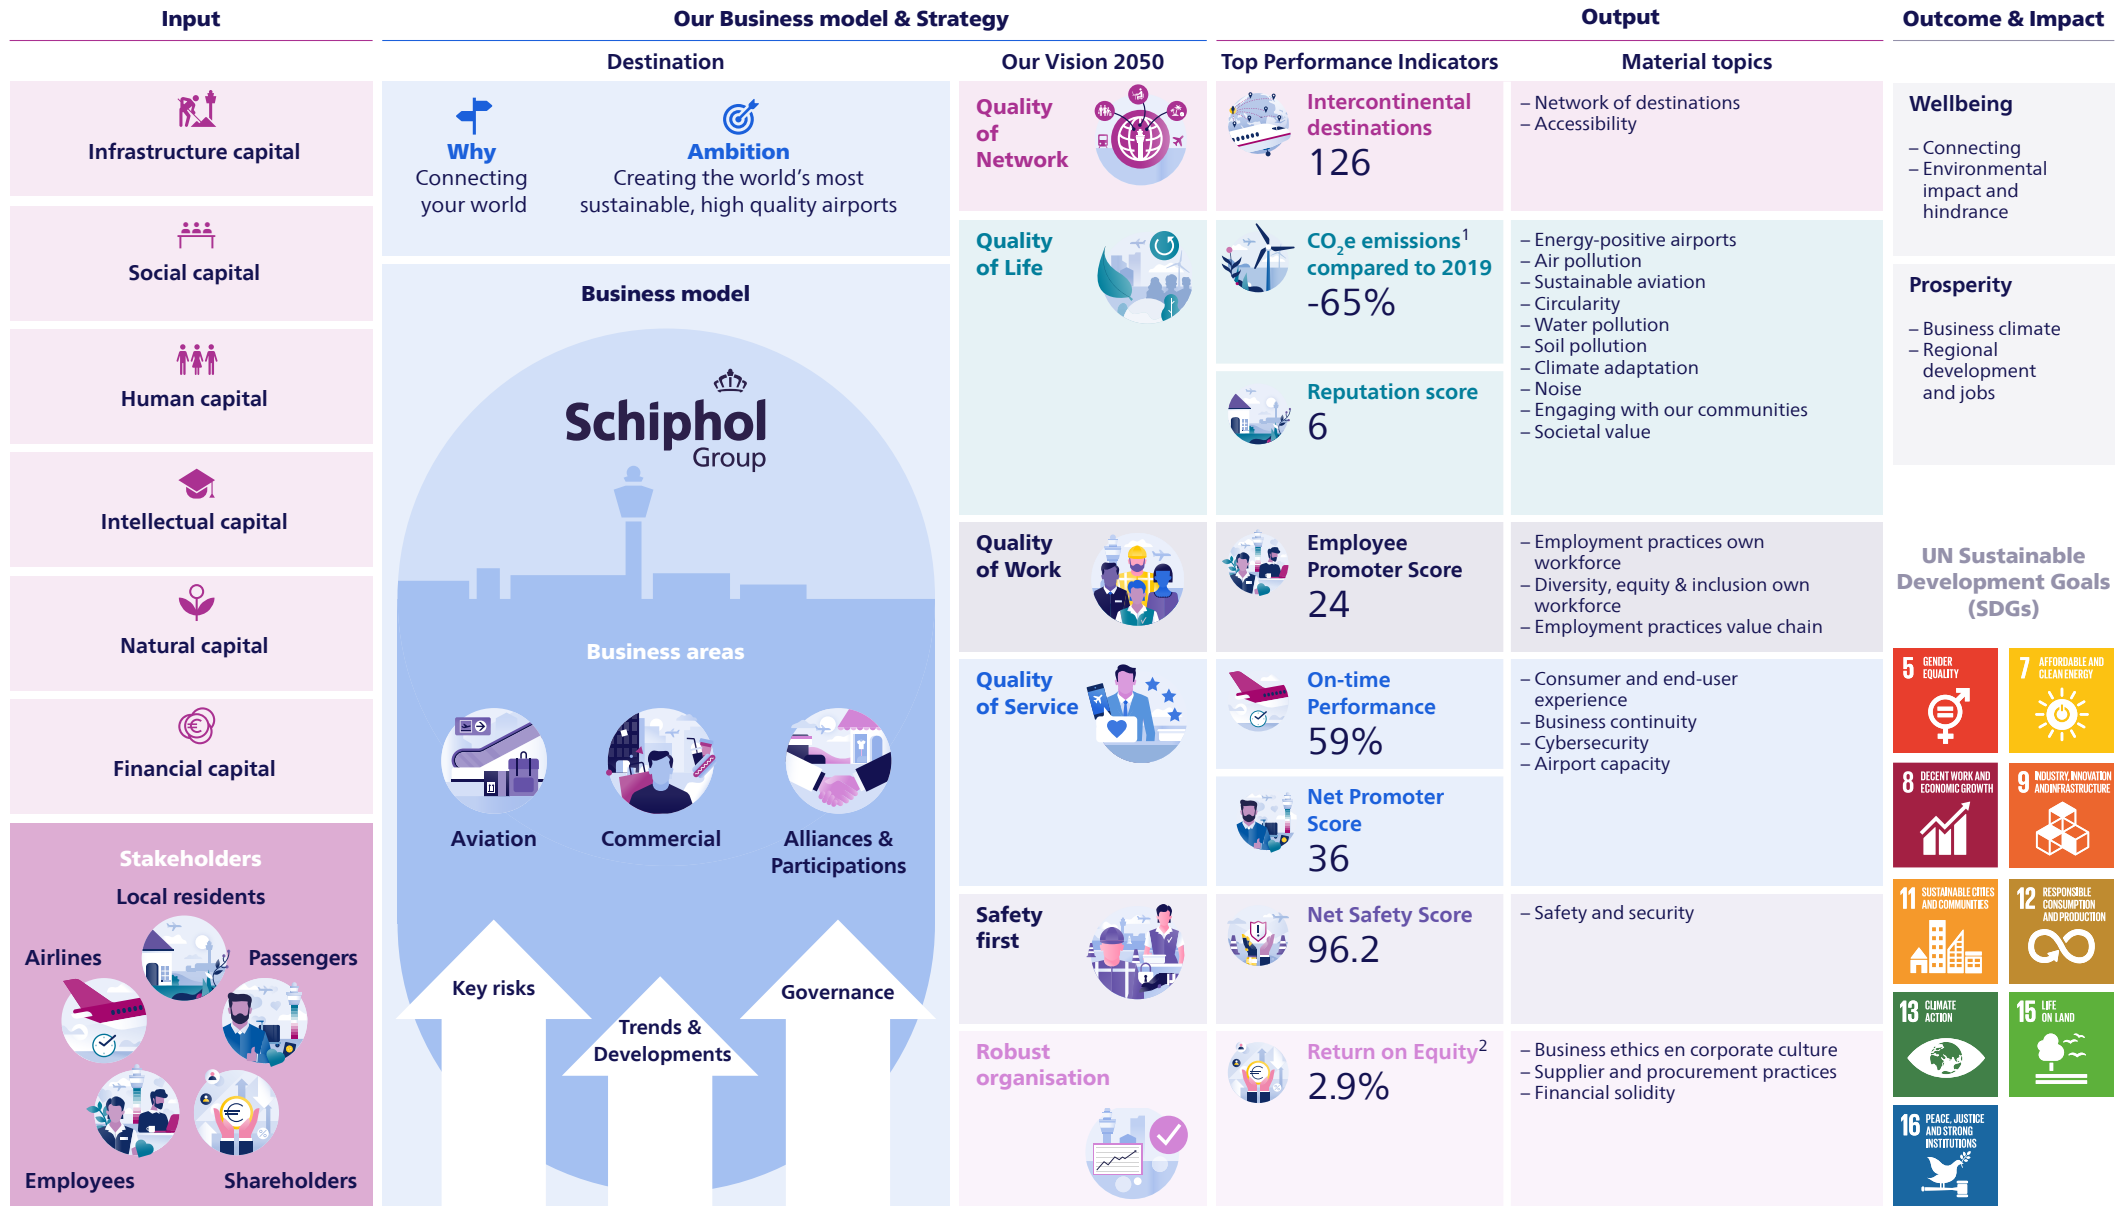 Input
Our Business model & Strategy
Output
Outcome & Impact
Destination
Our Vision 2050
Top Performance Indicators
Material topics
Infrastructure capital
Social capital
Human capital
Intellectual capital
Natural capital
Financial capital
Stakeholders
Local residents
Airlines
Passengers
Employees
Shareholders
Why
Connecting
your world
Ambition
Creating the world's most
sustainable, high quality airports
Business model
Schiphol
Group
Business areas
Aviation
Commercial
Alliances &
Participations
Key risks
Trends &
Developments
Governance
Quality
of
Network
Intercontinental
destinations
126
– Network of destinations
– Accessibility
Quality
of Life
CO₂e emissions¹
compared to 2019
-65%
Reputation score
6
– Energy-positive airports
– Air pollution
– Sustainable aviation
– Circularity
– Water pollution
– Soil pollution
– Climate adaptation
– Noise
– Engaging with our communities
– Societal value
Quality
of Work
Employee
Promoter Score
24
– Employment practices own
workforce
– Diversity, equity & inclusion own
workforce
– Employment practices value chain
Quality
of Service
On-time
Performance
59%
Net Promoter
Score
36
– Consumer and end-user
experience
– Business continuity
– Cybersecurity
– Airport capacity
Safety
first
Net Safety Score
96.2
– Safety and security
Robust
organisation
Return on Equity²
2.9%
– Business ethics en corporate culture
– Supplier and procurement practices
– Financial solidity
Wellbeing
– Connecting
– Environmental
impact and
hindrance
Prosperity
– Business climate
– Regional
development
and jobs
UN Sustainable
Development Goals
(SDGs)
5 GENDER
EQUALITY
7 AFFORDABLE AND
CLEAN ENERGY
8 DECENT WORK AND
ECONOMIC GROWTH
9 INDUSTRY, INNOVATION
AND INFRASTRUCTURE
11 SUSTAINABLE CITIES
AND COMMUNITIES
12 RESPONSIBLE
CONSUMPTION
AND PRODUCTION
13 CLIMATE
ACTION
15 LIFE
ON LAND
16 PEACE, JUSTICE
AND STRONG
INSTITUTIONS